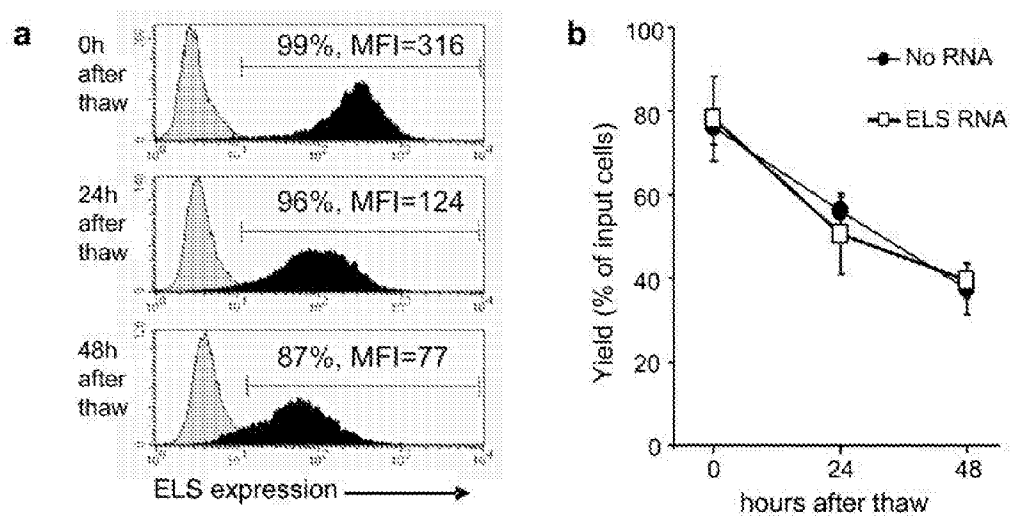 a
0h
after
thaw
99%, MFI=316
24h
after
thaw
96%, MFI=124
48h
after
thaw
87%, MFI=77
ELS expression
b
No RNA
ELS RNA
100
80
60
40
20
0
0 24 48
Yield (% of input cells)
hours after thaw